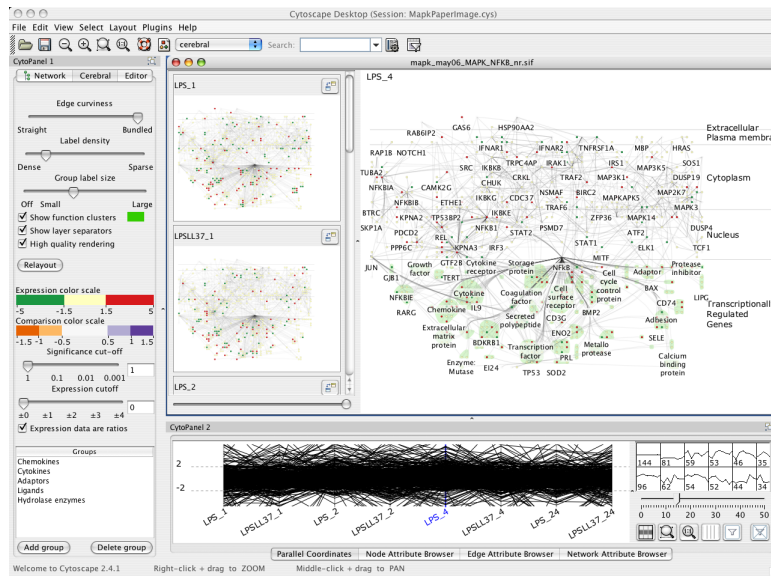 Cytoscape Desktop (Session: MapkPaperImage.cys)
File Edit View Select Layout Plugins Help
cerebral
Search:
CytoPanel 1
Network Cerebral Editor
Edge curviness
Straight Bundled
Label density
Dense Sparse
Group label size
Off Small Large
Show function clusters
Show layer separators
High quality rendering
Relayout
Expression color scale
-5 -1.5 1.5 5
Comparison color scale
-1.5 -1 -0.5 0.5 1 1.5
Significance cut-off
1
1 0.1 0.01 0.001
Expression cutoff
0
±0 ±1 ±2 ±3 ±4
Expression data are ratios
Groups
Chemokines
Cytokines
Adaptors
Ligands
Hydrolase enzymes
Add group Delete group
mapk_may06_MAPK_NFKB_nr.sif
LPS_1
LPSLL37_1
LPS_2
LPS_4
GAS6 HSP90AA2
RAB6IP2
Extracellular
Plasma membra
IFNAR1 IFNAR2 TNFRSF1A MBP HRAS
RAP1B NOTCH1
TRPC4AP IRAK1 IRS1 SOS1
SRC IKBKB MAP3K5
TUBA2 CRKL TRAF2 MAP3K1 DUSP19
Cytoplasm
NFKBIA CAMK2G CHUK
NSMAF BIRC2 MAP2K7
IKBKG CDC37 MAPKAPK5
NFKBIB ETHE1
TRAF6 MAPK3
BTRC KPNA2 TP53BP2 IKBKE ZFP36 MAPK14
SKP1A PDCD2 NFKB1 STAT2 PSMD7 ATF2 DUSP4
REL Nucleus
PPP6C KPNA3 IRF3 STAT1 ELK1 TCF1
MITF
JUN Growth factor GTF2B Cytokine receptor Storage protein NFkB Cell cycle control protein Adaptor Protease inhibitor
GJB1 TERT
BAX
NFKBIE Cytokine Coagulation factor Cell surface receptor CD74 LIPG
Transcriptionall
Regulated
Genes
RARG Chemokine IL9 BMP2
Secreted polypeptide CD3G Adhesion
Extracellular matrix protein ENO2 SELE
BDKRB1 Transcription factor Metallo protease
PRL Calcium binding protein
Enzyme: Mutase EI24 TP53 SOD2
CytoPanel 2
2
-2
LPS_1 LPSLL37_1 LPS_2 LPSLL37_2 LPS_4 LPSLL37_4 LPS_24 LPSLL37_24
144 81 59 53 46 35
96 62 54 52 44 34
0 10 20 30 40 50
Parallel Coordinates Node Attribute Browser Edge Attribute Browser Network Attribute Browser
Welcome to Cytoscape 2.4.1 Right-click + drag to ZOOM Middle-click + drag to PAN